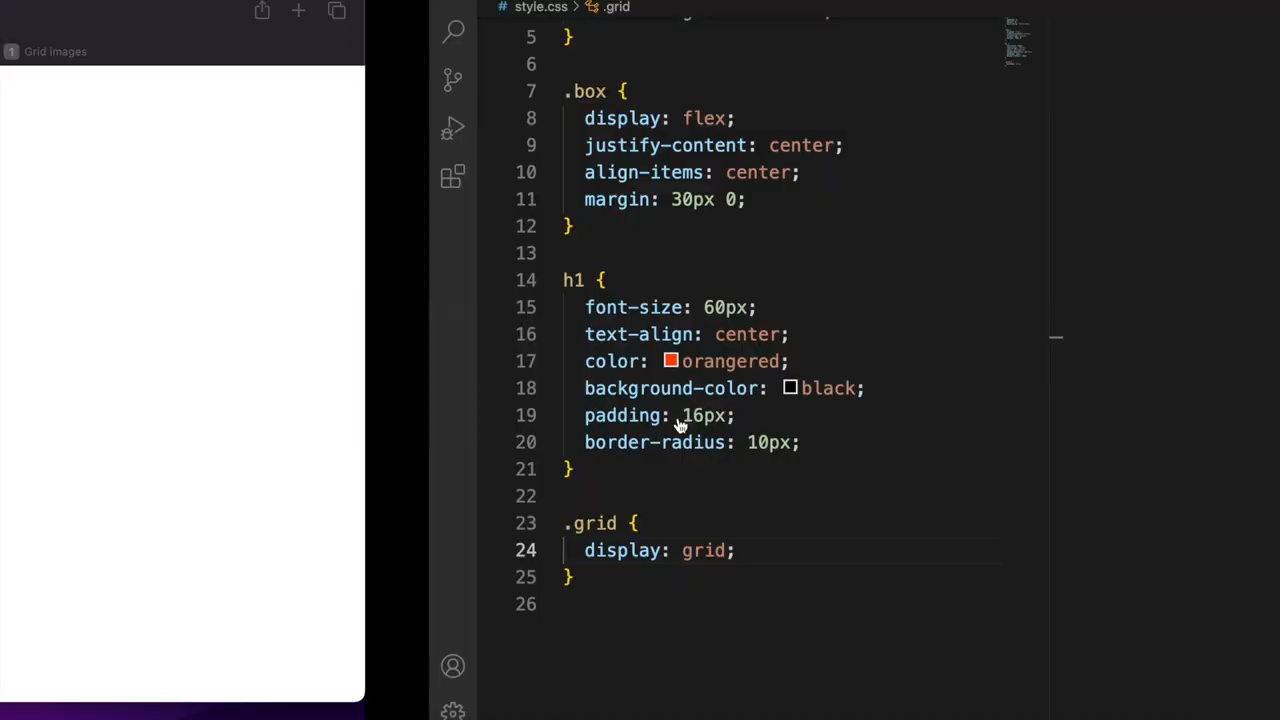 # style.css > .grid
1 Grid images
5 }
6
7 .box {
8 display: flex;
9 justify-content: center;
10 align-items: center;
11 margin: 30px 0;
12 }
13
14 h1 {
15 font-size: 60px;
16 text-align: center;
17 color: orangered;
18 background-color: black;
19 padding: 16px;
20 border-radius: 10px;
21 }
22
23 .grid {
24 display: grid;
25 }
26